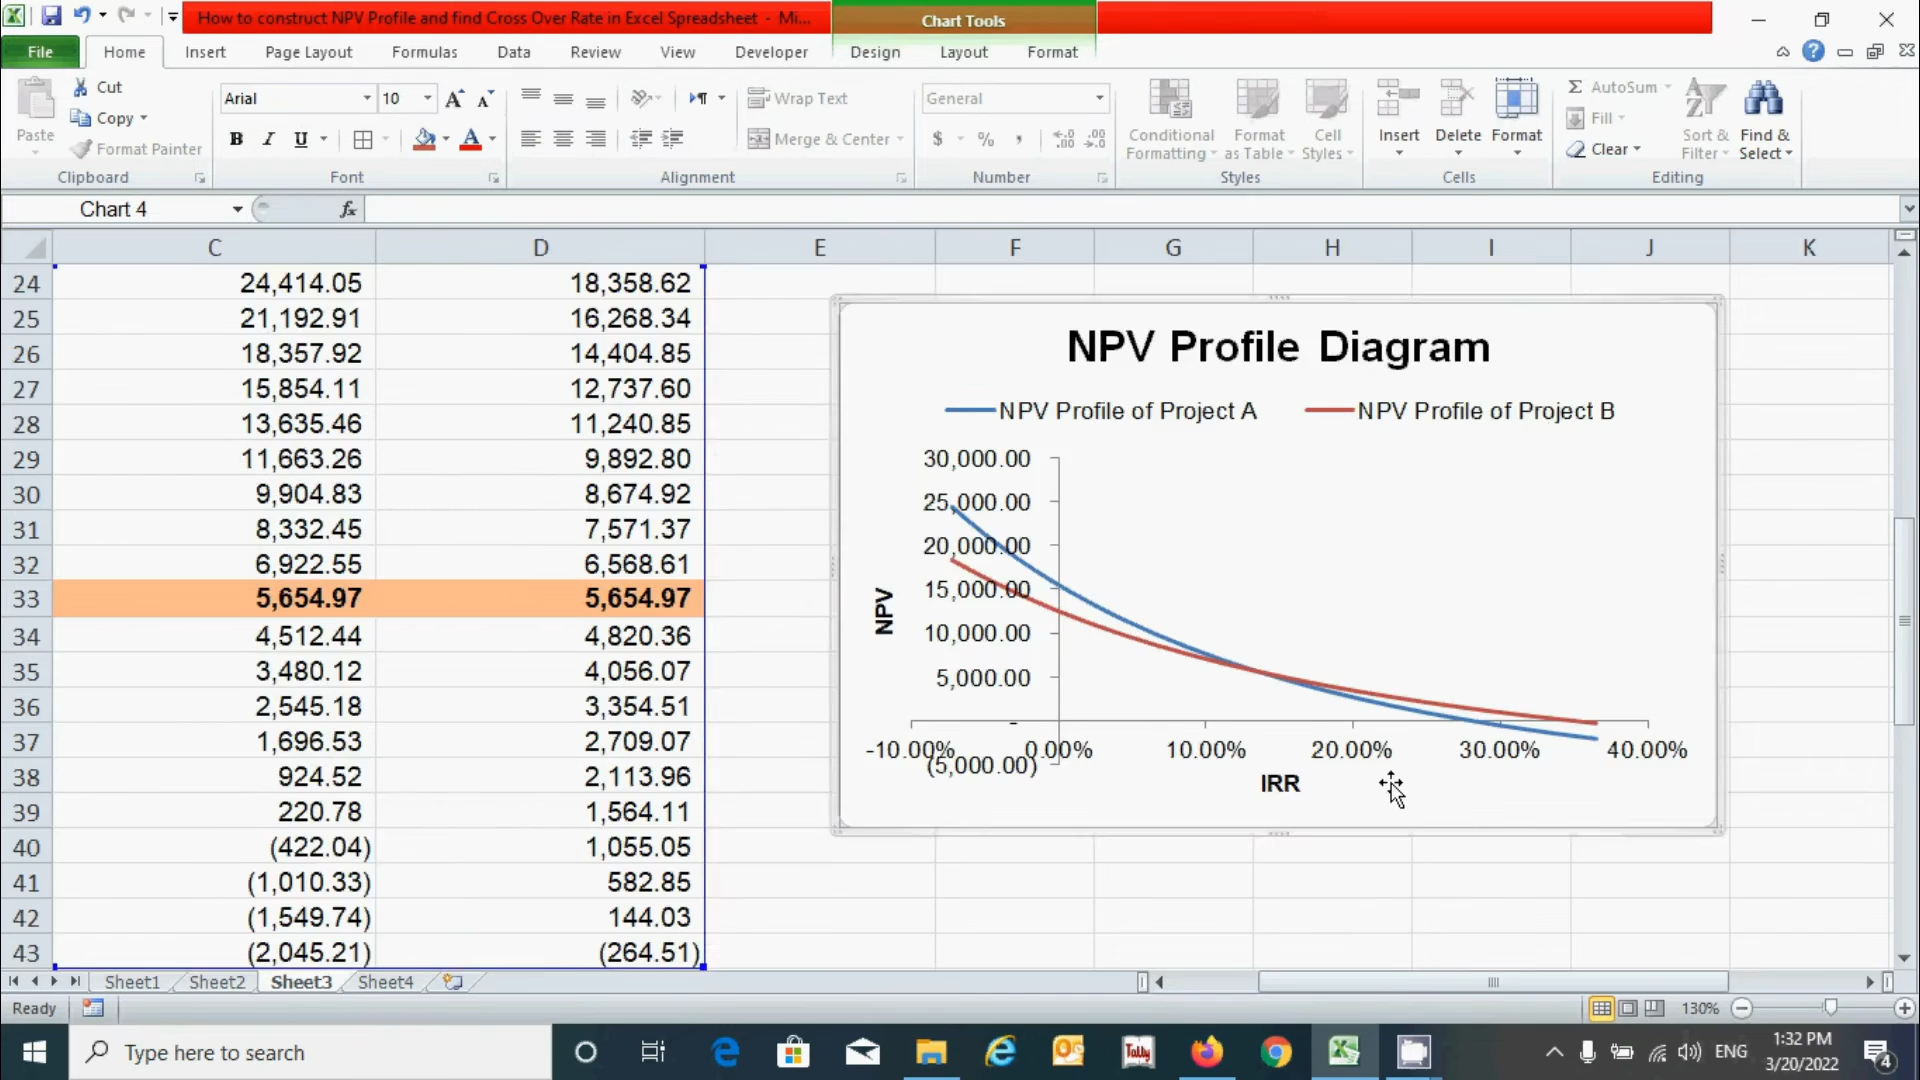 How to construct NPV Profile and find Cross Over Rate in Excel Spreadsheet - Mi...
Chart Tools
File Home Insert Page Layout Formulas Data Review View Developer Design Layout Format
Cut
Copy
Format Painter
Paste
Clipboard
Arial 10
B I U
Font
Wrap Text
Merge & Center
Alignment
General
$ % ,
Number
Conditional Formatting
Format as Table
Cell Styles
Styles
Insert Delete Format
Cells
Σ AutoSum
Fill
Clear
Sort & Filter
Find & Select
Editing
Chart 4 fx
C D E F G H I J K
24 24,414.05 18,358.62
25 21,192.91 16,268.34
26 18,357.92 14,404.85
27 15,854.11 12,737.60
28 13,635.46 11,240.85
29 11,663.26 9,892.80
30 9,904.83 8,674.92
31 8,332.45 7,571.37
32 6,922.55 6,568.61
33 5,654.97 5,654.97
34 4,512.44 4,820.36
35 3,480.12 4,056.07
36 2,545.18 3,354.51
37 1,696.53 2,709.07
38 924.52 2,113.96
39 220.78 1,564.11
40 (422.04) 1,055.05
41 (1,010.33) 582.85
42 (1,549.74) 144.03
43 (2,045.21) (264.51)
NPV Profile Diagram
NPV Profile of Project A NPV Profile of Project B
30,000.00
25,000.00
20,000.00
15,000.00
10,000.00
5,000.00
-
(5,000.00)
NPV
-10.00% 0.00% 10.00% 20.00% 30.00% 40.00%
IRR
Sheet1 Sheet2 Sheet3 Sheet4
Ready 130%
Type here to search
Tally
ENG
1:32 PM
3/20/2022
4